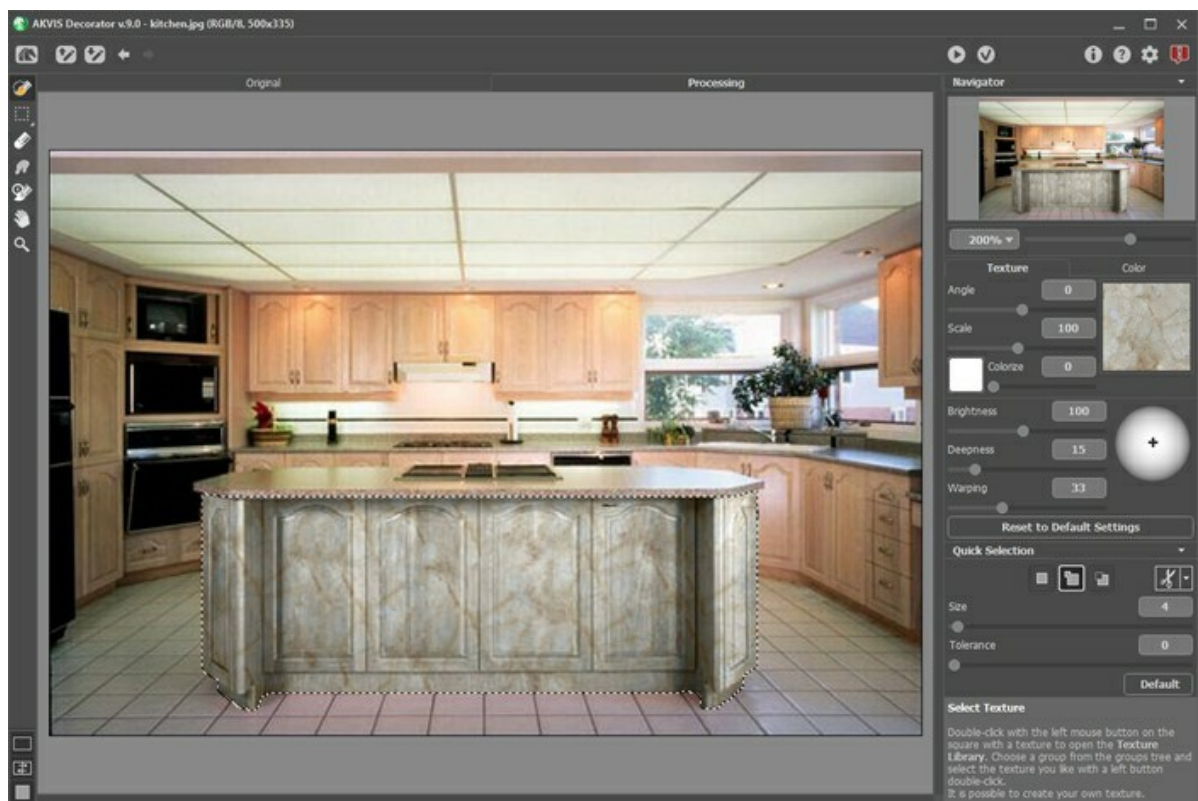 AKVIS Decorator v.9.0 - kitchen.jpg (RGB/8, 500x335)
Original
Processing
Navigator
200%
Texture
Color
Angle
0
Scale
100
Colorize
0
Brightness
100
Deepness
15
Warping
33
Reset to Default Settings
Quick Selection
Size
4
Tolerance
0
Default
Select Texture
Double-click with the left mouse button on the
square with a texture to open the Texture
Library. Choose a group from the groups tree and
select the texture you like with a left button
double-click.
It is possible to create your own texture.